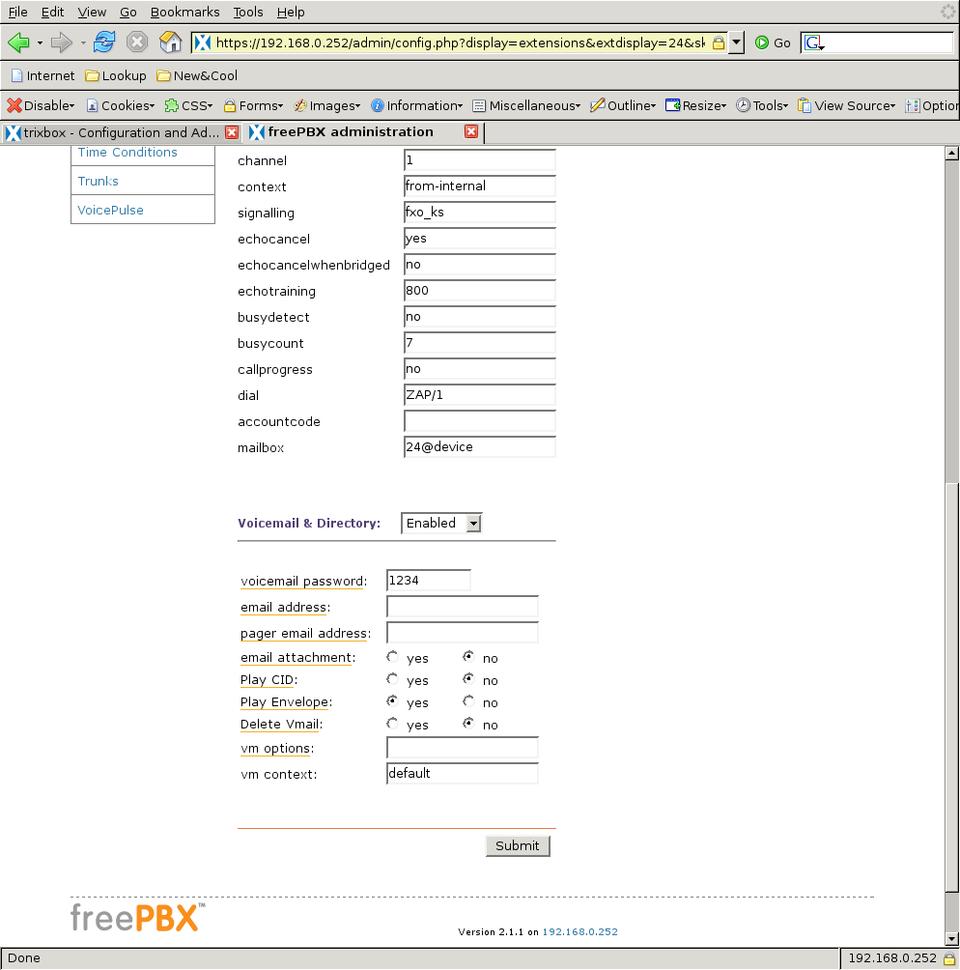 File Edit View Go Bookmarks Tools Help
https://192.168.0.252/admin/config.php?display=extensions&extdisplay=24&sk Go G
Internet Lookup New&Cool
Disable Cookies CSS Forms Images Information Miscellaneous Outline Resize Tools View Source Option
trixbox - Configuration and Ad... freePBX administration
Time Conditions
Trunks
VoicePulse
channel 1
context from-internal
signalling fxo_ks
echocancel yes
echocancelwhenbridged no
echotraining 800
busydetect no
busycount 7
callprogress no
dial ZAP/1
accountcode
mailbox 24@device
Voicemail & Directory: Enabled
voicemail password: 1234
email address:
pager email address:
email attachment: yes no
Play CID: yes no
Play Envelope: yes no
Delete Vmail: yes no
vm options:
vm context: default
Submit
freePBX™
Version 2.1.1 on 192.168.0.252
Done 192.168.0.252